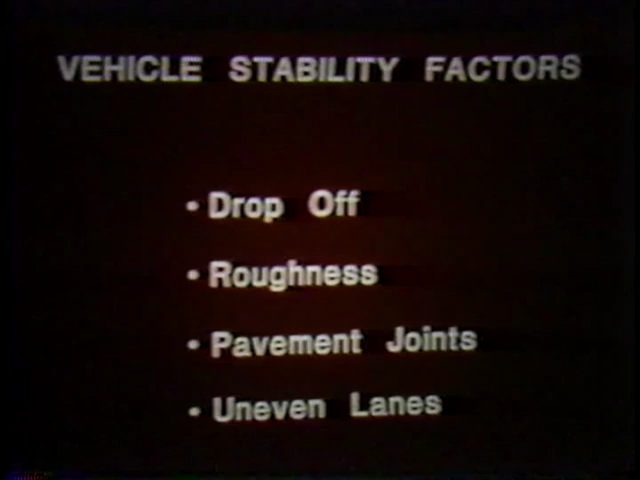 VEHICLE STABILITY FACTORS
• Drop Off
• Roughness
• Pavement Joints
• Uneven Lanes